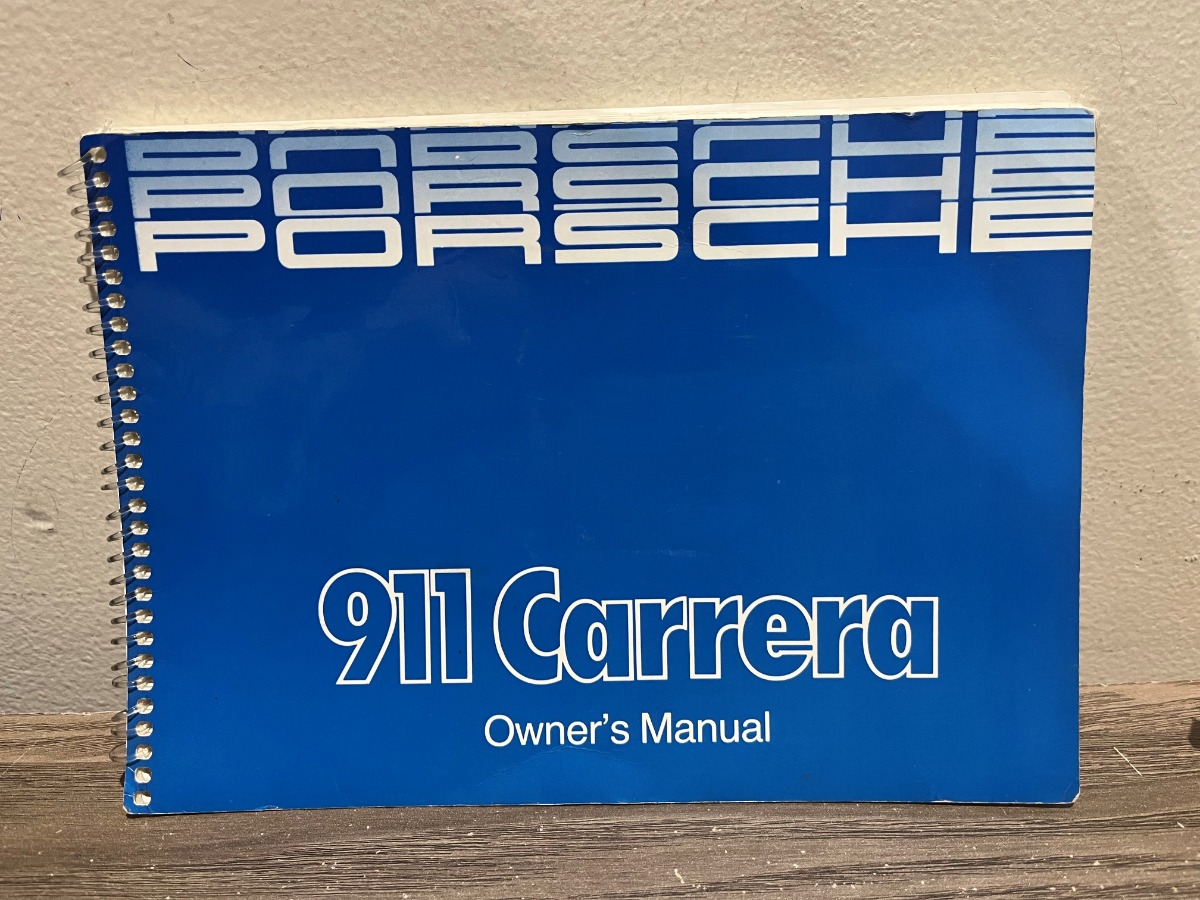 PORSCHE
PORSCHE
PORSCHE
911 Carrera
Owner's Manual